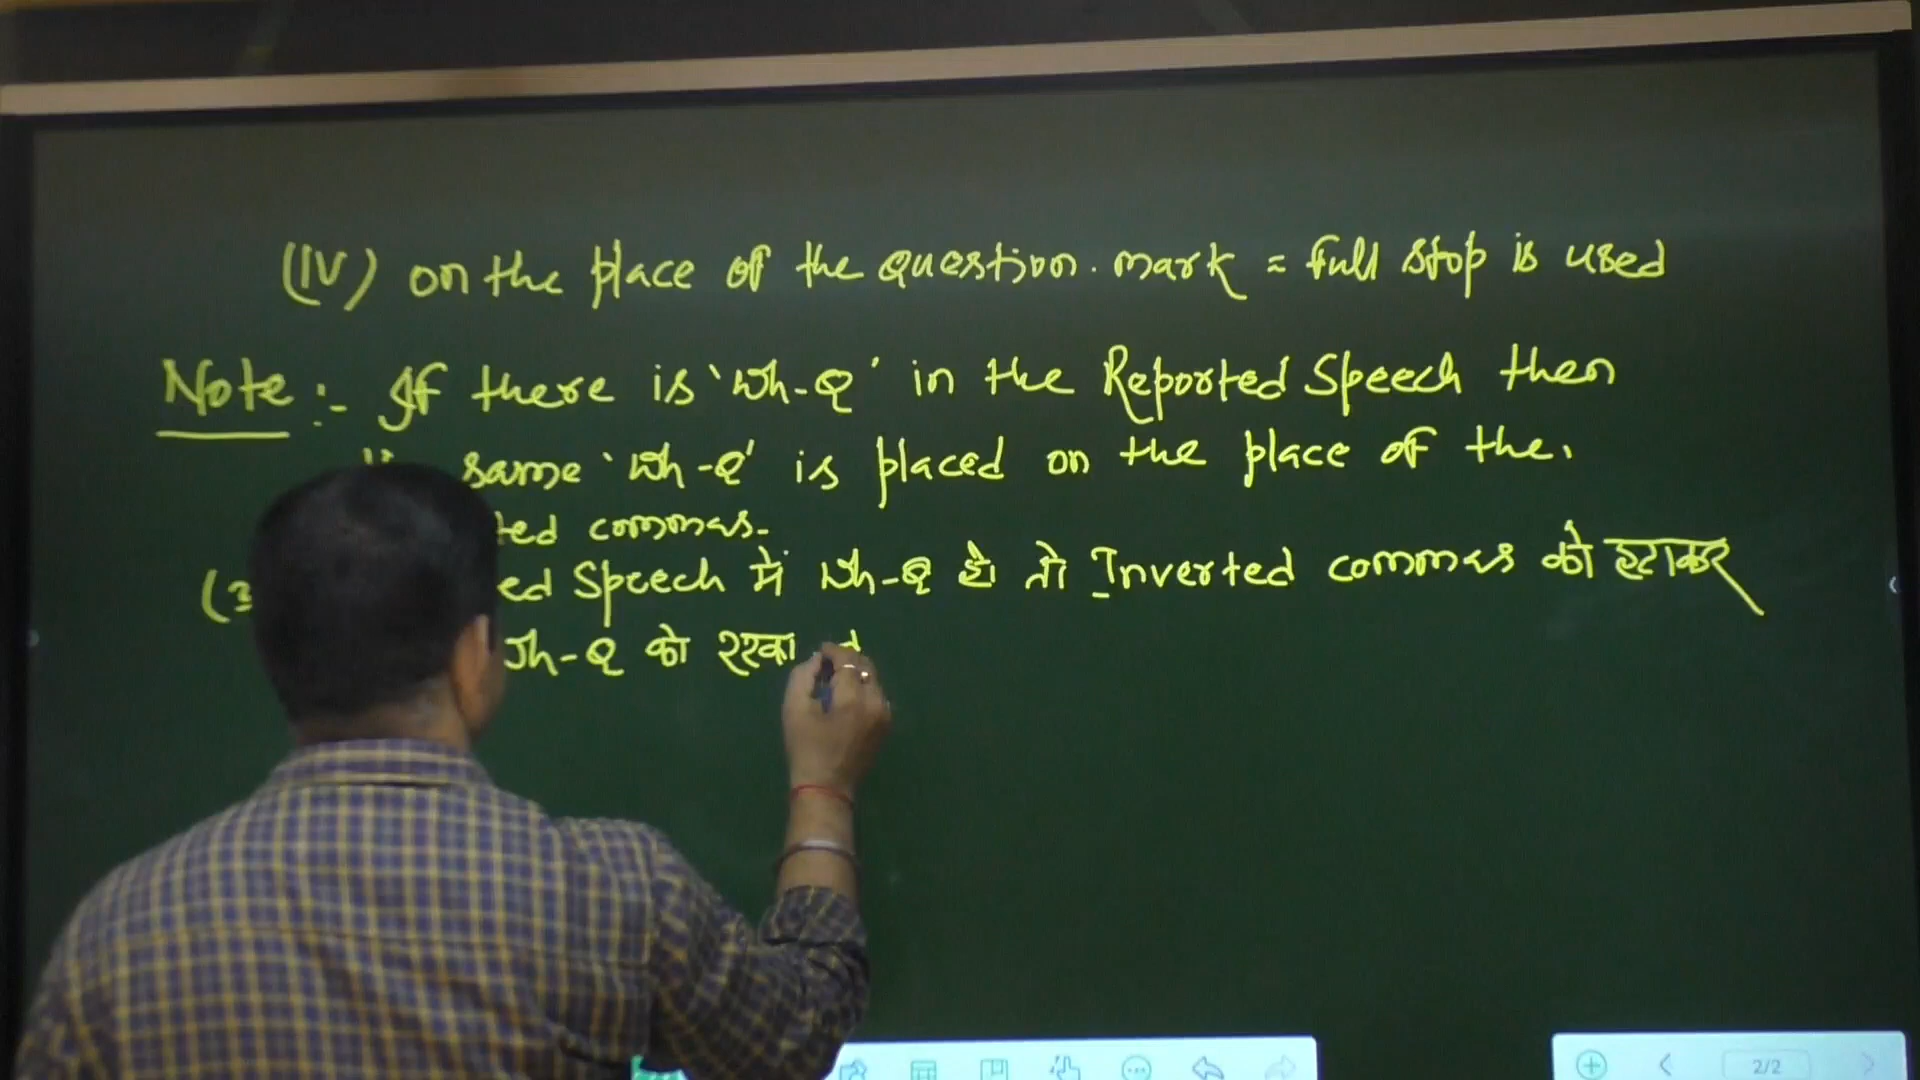 (IV) on the place of the question. mark = full stop is used
Note :- If there is 'Wh-Q' in the Reported Speech then
same 'Wh-Q' is placed on the place of the.
ted commas.
ed Speech में Wh-Q हो तो Inverted commas को हटाकर
Wh-Q को
2/2